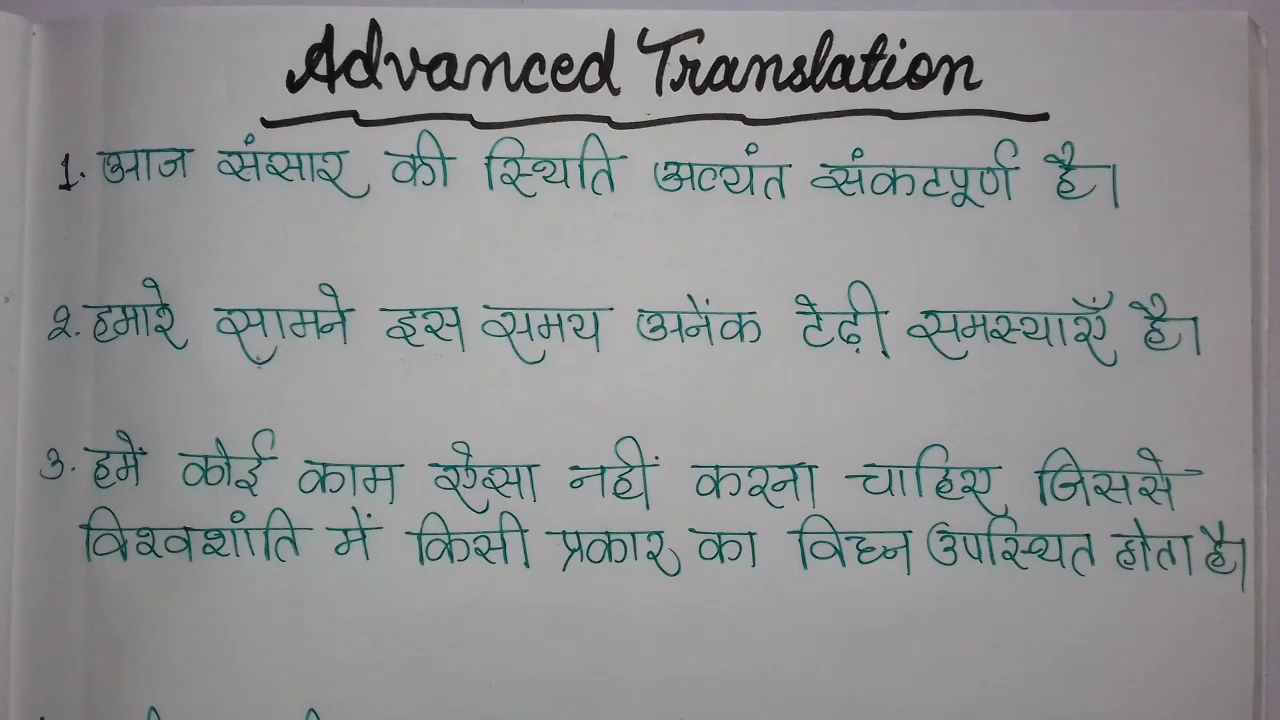 Advanced Translation
1. आज संसार की स्थिति अत्यंत संकटपूर्ण है।
2. हमारे सामने इस समय अनेंक टेढ़ी समस्याएँ है।
3. हमें कोई काम ऐसा नहीं करना चाहिए जिससे
विश्वशांति में किसी प्रकार का विघ्न उपस्थित होता है।